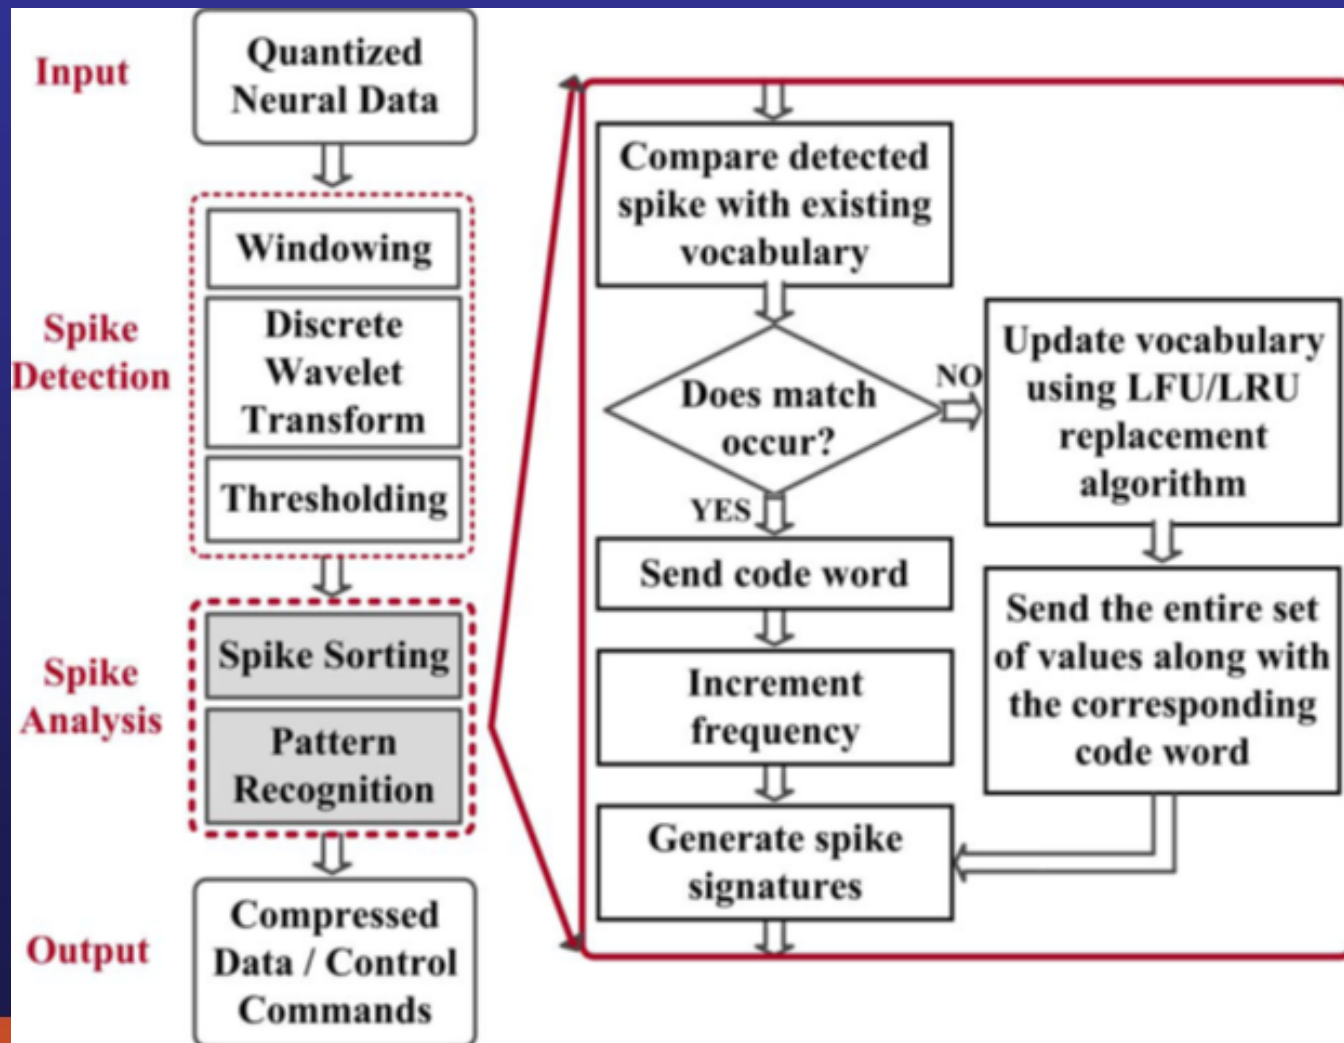 Input
Quantized
Neural Data
Spike
Detection
Windowing
Discrete
Wavelet
Transform
Thresholding
Spike
Analysis
Spike Sorting
Pattern
Recognition
Output
Compressed
Data / Control
Commands
Compare detected
spike with existing
vocabulary
Does match
occur?
NO
YES
Update vocabulary
using LFU/LRU
replacement
algorithm
Send code word
Increment
frequency
Send the entire set
of values along with
the corresponding
code word
Generate spike
signatures